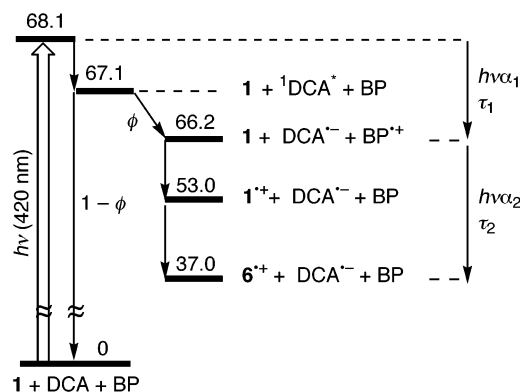 68.1
67.1
1 + ¹DCA* + BP
hνα₁
τ₁
ϕ
66.2
1 + DCA•− + BP•+
hν (420 nm)
1 − ϕ
53.0
1•+ + DCA•− + BP
hνα₂
τ₂
37.0
6•+ + DCA•− + BP
0
1 + DCA + BP